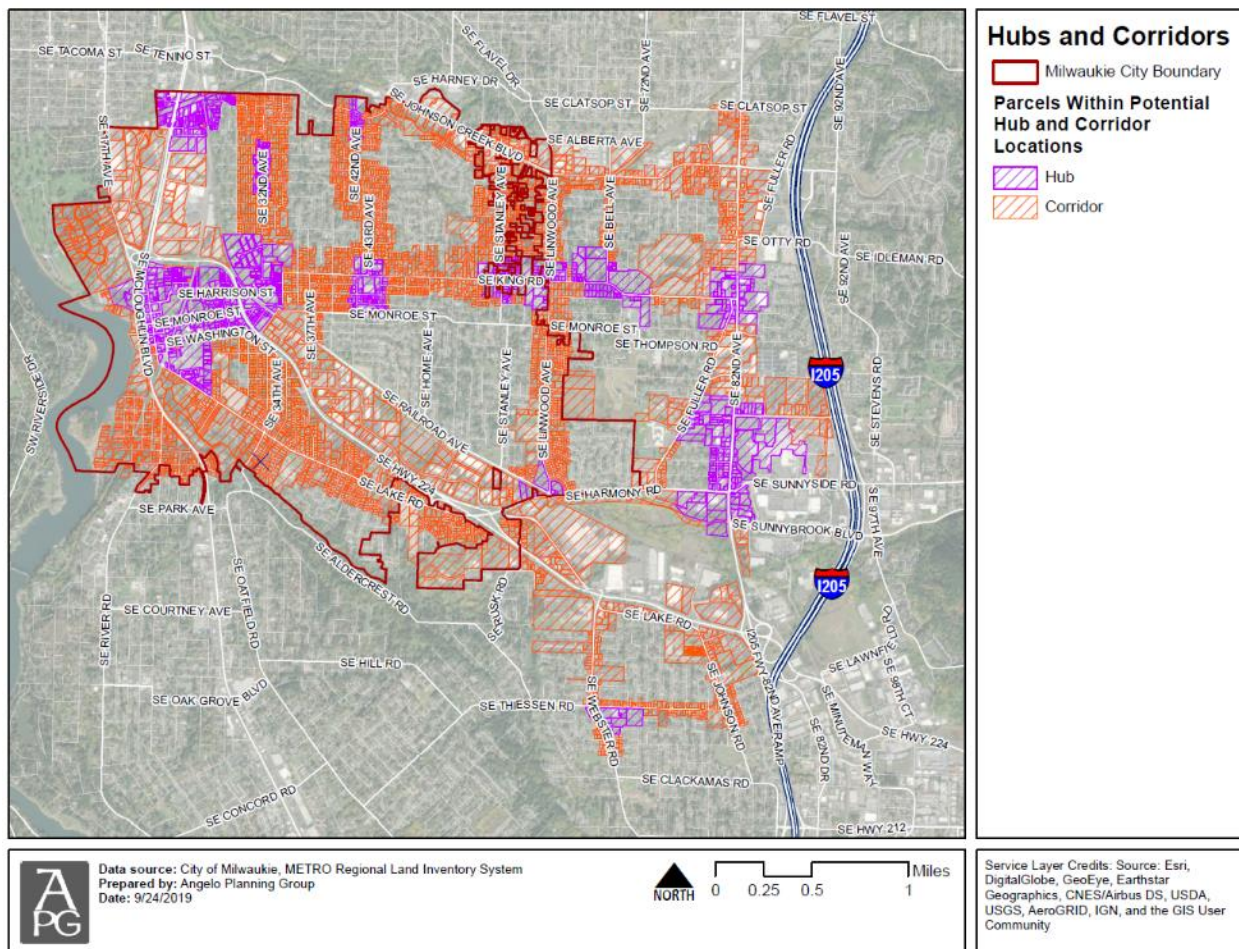 SE FLAVEL ST
SE TACOMA ST
SE TENINO ST
SE FLAVEL DR
SE 72ND AVE
SE 92ND AVE
SE HARNEY DR
SE CLATSOP ST
SE CLATSOP ST
SE 17TH AVE
SE JOHNSON CREEK BLVD
SE ALBERTA AVE
SE FULLER RD
SE 32ND AVE
SE 42ND AVE
SE 43RD AVE
SE STANLEY AVE
SE LINWOOD AVE
SE BELL AVE
SE OTTY RD
SE 92ND AVE
SE IDLEMAN RD
SE MCLOUGHLIN BLVD
SE HARRISON ST
SE KING RD
SE MONROE ST
SE WASHINGTON ST
SE 37TH AVE
SE MONROE ST
SE MONROE ST
SE THOMPSON RD
SW RIVERSIDE DR
SE 34TH AVE
SE HOME AVE
SE STANLEY AVE
SE LINWOOD AVE
SE FULLER RD
SE 82ND AVE
I205
SE STEVENS RD
SE RAILROAD AVE
SE HWY 224
SE LAKE RD
SE HARMONY RD
SE SUNNYSIDE RD
SE SUNNYBROOK BLVD
SE 97TH AVE
SE PARK AVE
SE ALDERCREST RD
SE RUSK RD
I205
SE COURTNEY AVE
SE RIVER RD
SE OATFIELD RD
SE LAKE RD
SE HILL RD
SE OAK GROVE BLVD
SE THIESSEN RD
SE WEBSTER RD
SE JOHNSON RD
I205 FWY-82ND AVE RAMP
SE 98TH CT
SE HWY 224
SE 82ND DR
SE MINUTEMAN WAY
SE CLACKAMAS RD
SE CONCORD RD
SE HWY 212
Hubs and Corridors
Milwaukie City Boundary
Parcels Within Potential
Hub and Corridor
Locations
Hub
Corridor
APG
Data source: City of Milwaukie, METRO Regional Land Inventory System
Prepared by: Angelo Planning Group
Date: 9/24/2019
NORTH
0 0.25 0.5 1 Miles
Service Layer Credits: Source: Esri,
DigitalGlobe, GeoEye, Earthstar
Geographics, CNES/Airbus DS, USDA,
USGS, AeroGRID, IGN, and the GIS User
Community